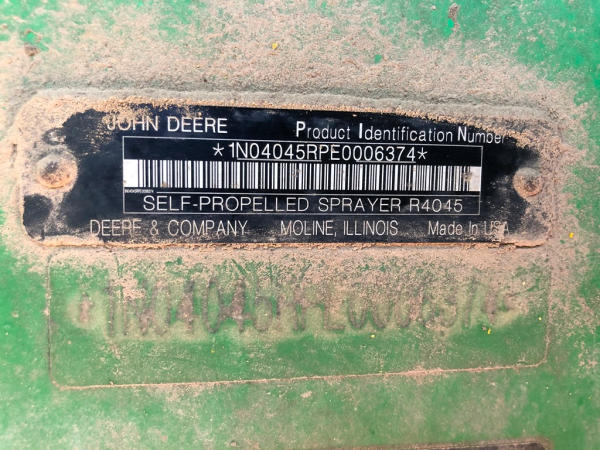 JOHN DEERE Product Identification Number
*1N04045RPE0006374*
SELF-PROPELLED SPRAYER R4045
DEERE & COMPANY MOLINE, ILLINOIS Made In USA